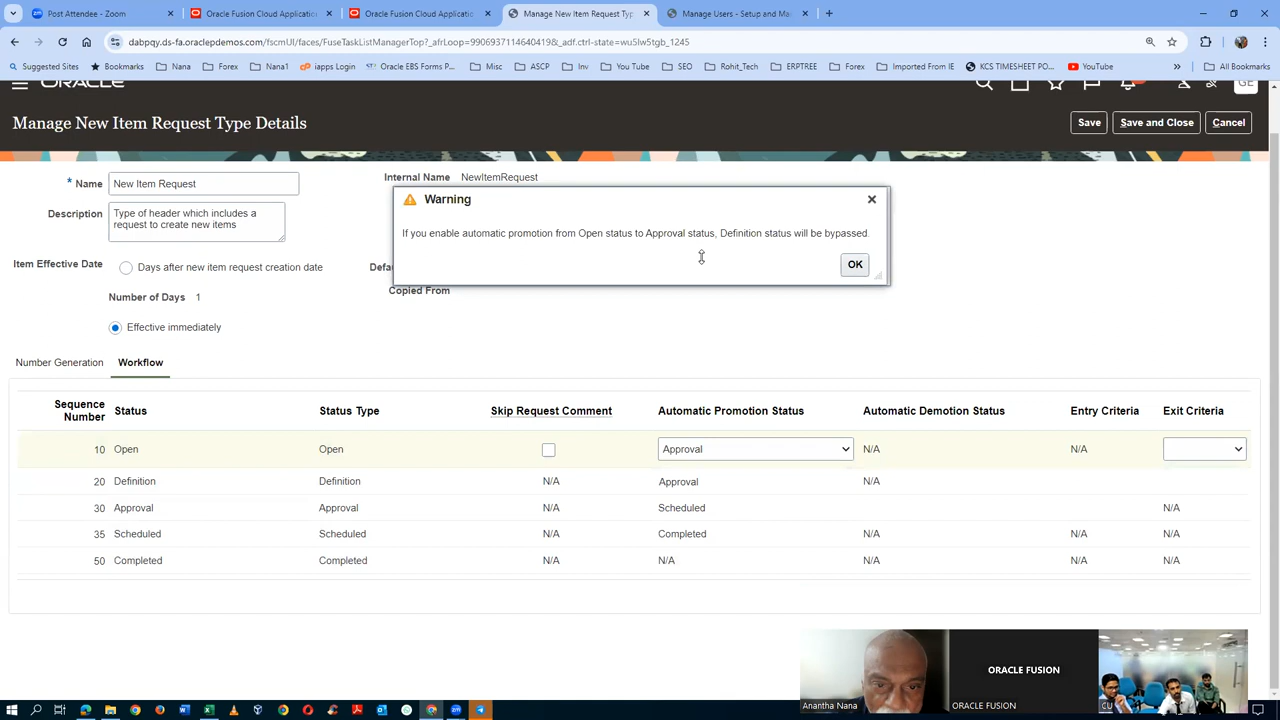 Post Attendee - Zoom
Oracle Fusion Cloud Application
Oracle Fusion Cloud Application
Manage New Item Request Typ
Manage Users - Setup and Ma
dabpqy.ds-fa.oraclepdemos.com/fscmUI/faces/FuseTaskListManagerTop?_afrLoop=9906937114640419&_adf.ctrl-state=wu5lw5tgb_1245
Suggested Sites Bookmarks Nana Forex Nana1 iapps Login Oracle EBS Forms P... Misc ASCP Inv You Tube SEO Rohit_Tech ERPTREE Forex Imported From IE KCS TIMESHEET PO... YouTube » All Bookmarks
ORACLE
GE
Manage New Item Request Type Details
Save Save and Close Cancel
* Name New Item Request
Internal Name NewItemRequest
Description Type of header which includes a
request to create new items
Warning
If you enable automatic promotion from Open status to Approval status, Definition status will be bypassed.
OK
Item Effective Date Days after new item request creation date
Defau
Copied From
Number of Days 1
Effective immediately
Number Generation Workflow
Sequence Number Status Status Type Skip Request Comment Automatic Promotion Status Automatic Demotion Status Entry Criteria Exit Criteria
10 Open Open Approval N/A N/A
20 Definition Definition N/A Approval N/A
30 Approval Approval N/A Scheduled N/A
35 Scheduled Scheduled N/A Completed N/A N/A N/A
50 Completed Completed N/A N/A N/A N/A N/A
ORACLE FUSION
Anantha Nana
ORACLE FUSION
CU